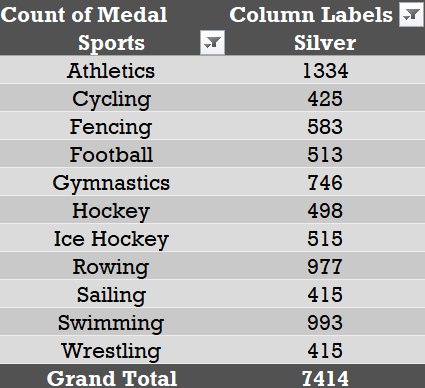 Count of Medal Column Labels
Sports Silver
Athletics 1334
Cycling 425
Fencing 583
Football 513
Gymnastics 746
Hockey 498
Ice Hockey 515
Rowing 977
Sailing 415
Swimming 993
Wrestling 415
Grand Total 7414